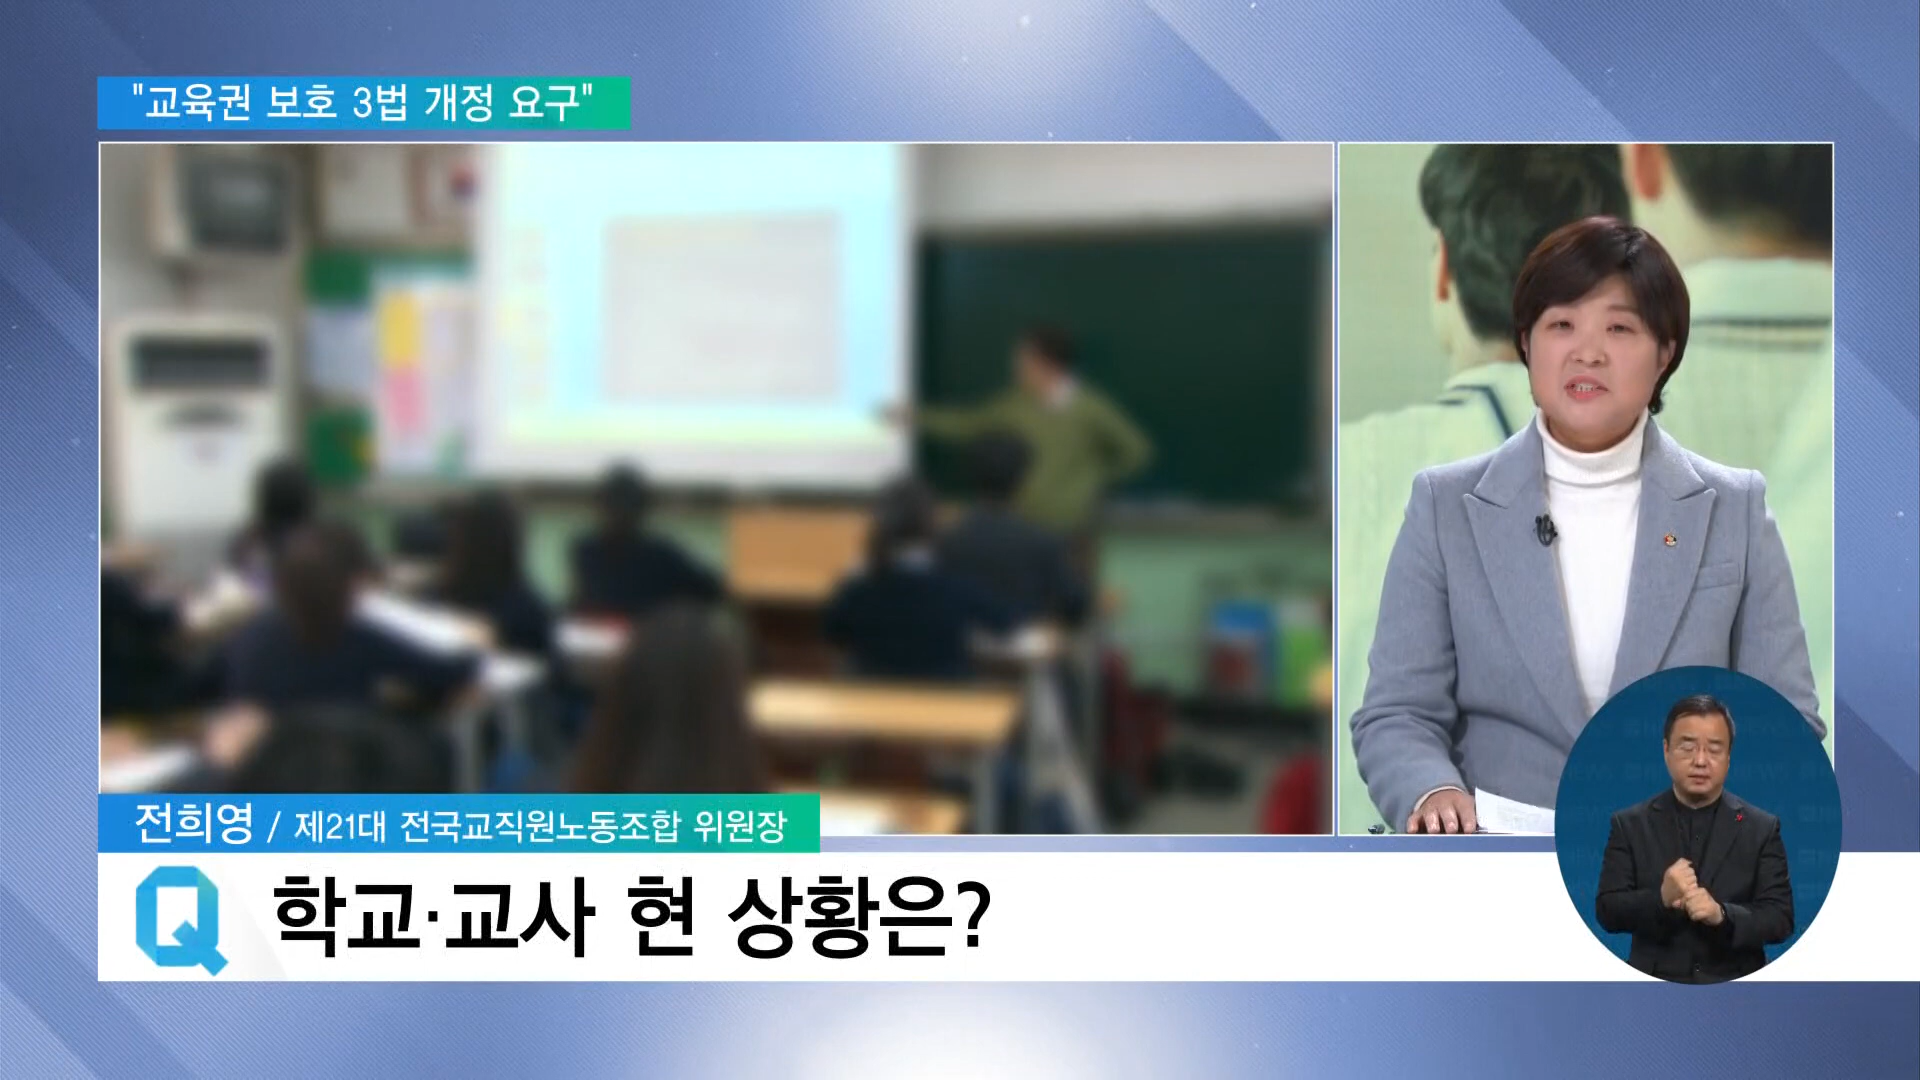 "교육권 보호 3법 개정 요구"
전희영 / 제21대 전국교직원노동조합 위원장
Q 학교·교사 현 상황은?